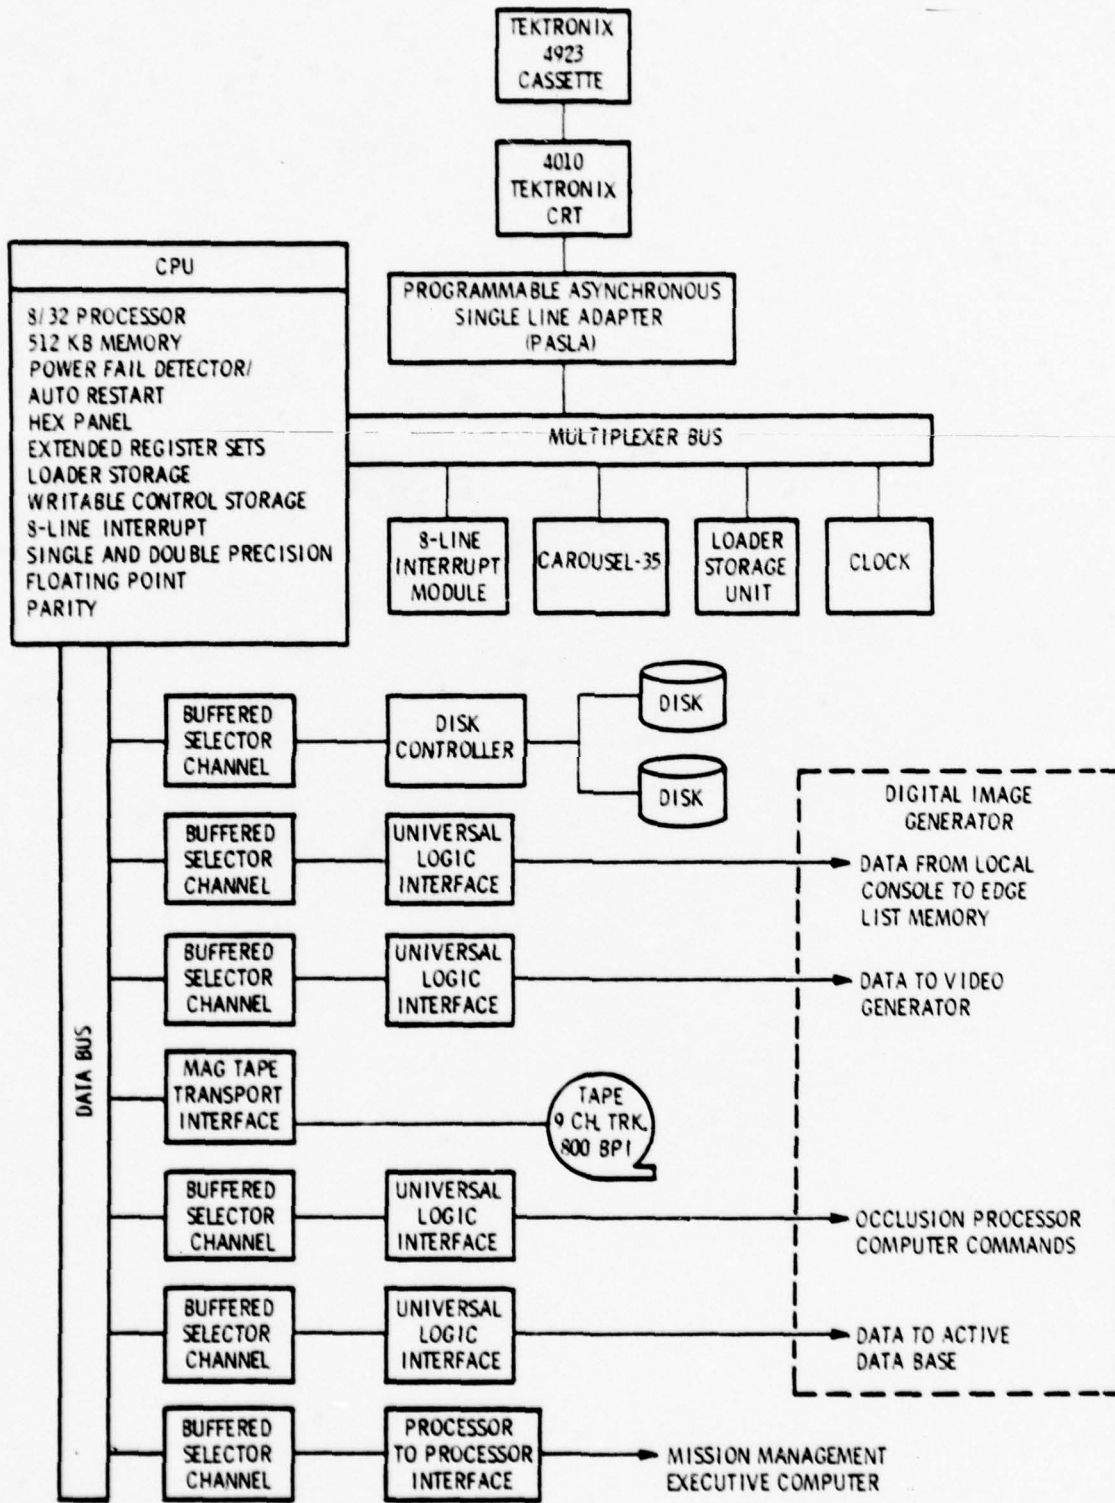 TEKTRONIX
4923
CASSETTE
4010
TEKTRONIX
CRT
CPU
8/32 PROCESSOR
512 KB MEMORY
POWER FAIL DETECTOR/
AUTO RESTART
HEX PANEL
EXTENDED REGISTER SETS
LOADER STORAGE
WRITABLE CONTROL STORAGE
8-LINE INTERRUPT
SINGLE AND DOUBLE PRECISION
FLOATING POINT
PARITY
PROGRAMMABLE ASYNCHRONOUS
SINGLE LINE ADAPTER
(PASLA)
MULTIPLEXER BUS
8-LINE
INTERRUPT
MODULE
CAROUSEL-35
LOADER
STORAGE
UNIT
CLOCK
DATA BUS
BUFFERED
SELECTOR
CHANNEL
DISK
CONTROLLER
DISK
DISK
DIGITAL IMAGE
GENERATOR
BUFFERED
SELECTOR
CHANNEL
UNIVERSAL
LOGIC
INTERFACE
DATA FROM LOCAL
CONSOLE TO EDGE
LIST MEMORY
BUFFERED
SELECTOR
CHANNEL
UNIVERSAL
LOGIC
INTERFACE
DATA TO VIDEO
GENERATOR
MAG TAPE
TRANSPORT
INTERFACE
TAPE
9 CH. TRK.
800 BPI
BUFFERED
SELECTOR
CHANNEL
UNIVERSAL
LOGIC
INTERFACE
OCCLUSION PROCESSOR
COMPUTER COMMANDS
BUFFERED
SELECTOR
CHANNEL
UNIVERSAL
LOGIC
INTERFACE
DATA TO ACTIVE
DATA BASE
BUFFERED
SELECTOR
CHANNEL
PROCESSOR
TO PROCESSOR
INTERFACE
MISSION MANAGEMENT
EXECUTIVE COMPUTER